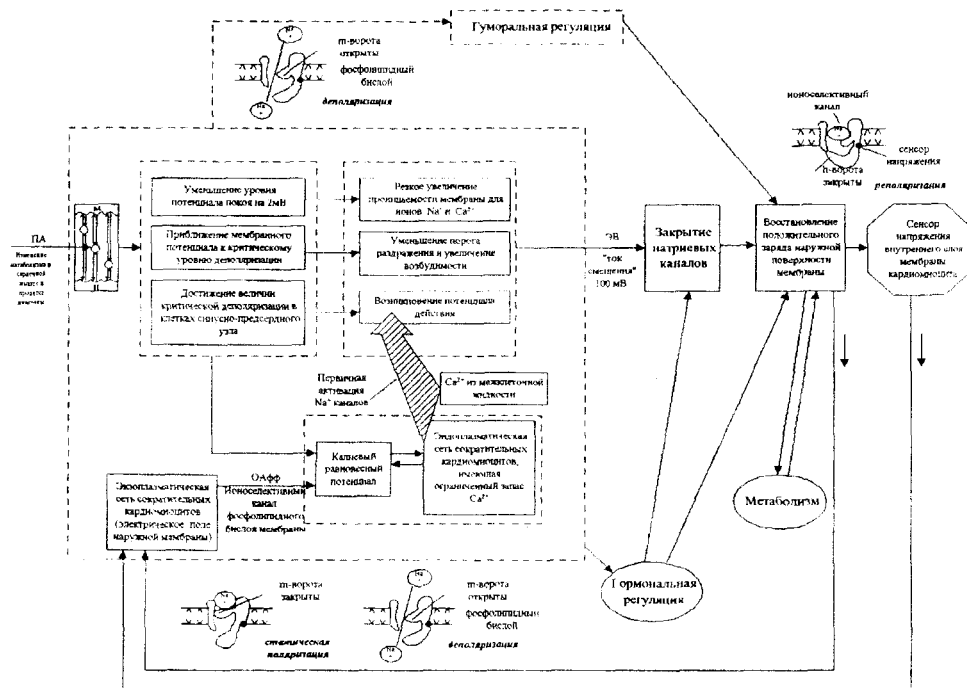 Гуморальная регуляция
m-ворота
открыты
фосфолипидный
бислой
деполяризация
ионоселективный
канал
сенсор
напряжения
h-ворота
закрыты
реполяризация
ПА
Уменьшение уровня
потенциала покоя на 2мВ
Приближение мембранного
потенциала к критическому
уровню деполяризации
Достижение величин
критической деполяризации в
клетках синусно-предсердного
узла
Резкое увеличение
проницаемости мембраны для
ионов Na⁺ и Ca²⁺
Уменьшение порога
раздражения и увеличение
возбудимости
Возникновение потенциала
действия
ЭВ
"ток
смещения"
100 мВ
Закрытие
натриевых
каналов
Восстановление
положительного
заряда наружной
поверхности
мембраны
Сенсор
напряжения
внутреннего слоя
мембраны
кардиомиоцита
Первичная
активация
Na⁺ каналов
Ca²⁺ из межклеточной
жидкости
Калиевый
равновесный
потенциал
Эндоплазматическая
сеть сократительных
кардиомиоцитов,
имеющая
ограниченный запас
Ca²⁺
Экзоплазматическая
сеть сократительных
кардиомиоцитов
(электрическое поле
наружной мамбраны)
ОАфф
Ионоселективный
канал
фосфолипидного
бислоя мембраны
Метаболизм
Гормональная
регуляция
m-ворота
закрыты
статическая
поляризация
m-ворота
открыты
фосфолипидный
бислой
деполяризация